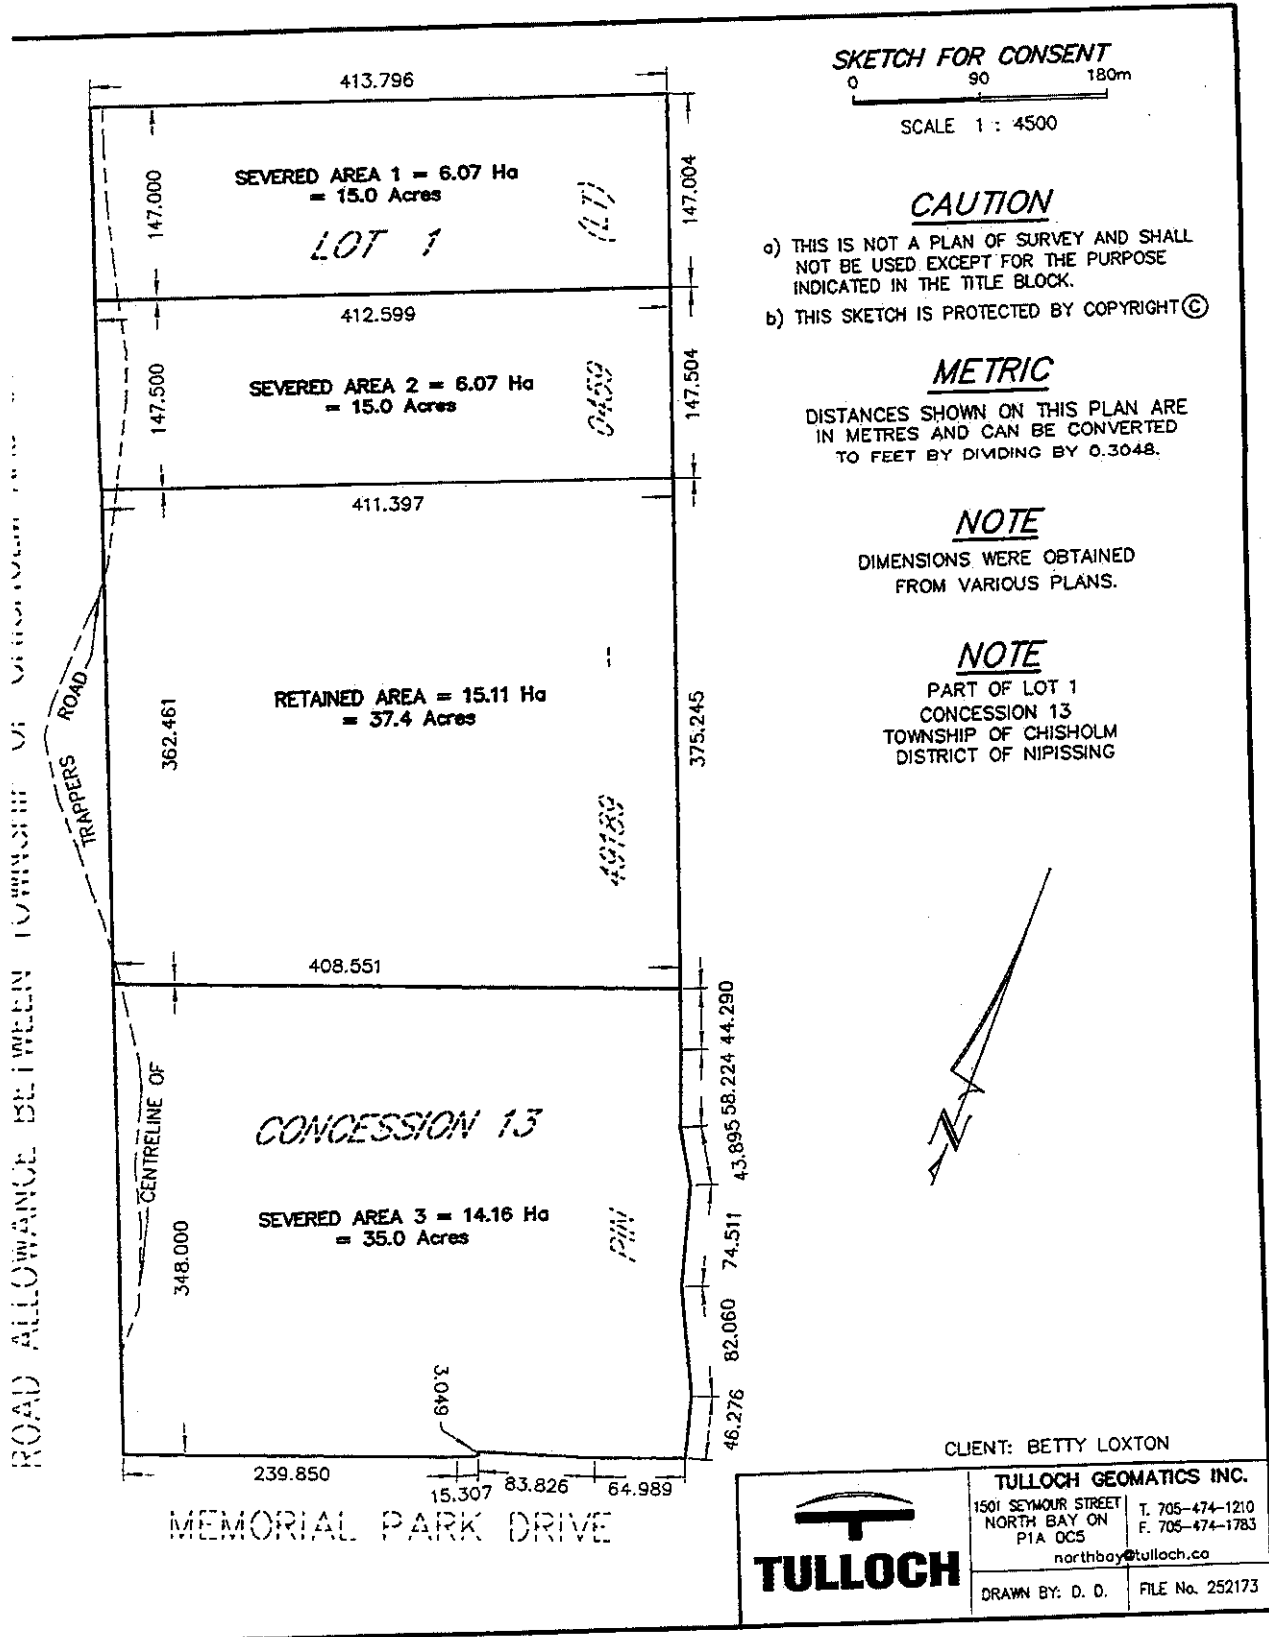 SKETCH FOR CONSENT
0 90 180m
SCALE 1 : 4500
CAUTION
a) THIS IS NOT A PLAN OF SURVEY AND SHALL
NOT BE USED EXCEPT FOR THE PURPOSE
INDICATED IN THE TITLE BLOCK.
b) THIS SKETCH IS PROTECTED BY COPYRIGHT ©
METRIC
DISTANCES SHOWN ON THIS PLAN ARE
IN METRES AND CAN BE CONVERTED
TO FEET BY DIVIDING BY 0.3048.
NOTE
DIMENSIONS WERE OBTAINED
FROM VARIOUS PLANS.
NOTE
PART OF LOT 1
CONCESSION 13
TOWNSHIP OF CHISHOLM
DISTRICT OF NIPISSING
413.796
147.000
SEVERED AREA 1 = 6.07 Ha
= 15.0 Acres
LOT 1
(LT)
147.004
412.599
147.500
SEVERED AREA 2 = 6.07 Ha
= 15.0 Acres
0459
147.504
411.397
TRAPPERS ROAD
362.461
RETAINED AREA = 15.11 Ha
= 37.4 Acres
49189 –
375.245
408.551
CENTRELINE OF
CONCESSION 13
348.000
SEVERED AREA 3 = 14.16 Ha
= 35.0 Acres
PIN
44.290
58.224
43.895
74.511
82.060
46.276
3.049
239.850
15.307
83.826
64.989
MEMORIAL PARK DRIVE
ROAD ALLOWANCE BETWEEN TOWNSHIP OF CHISHOLM
CLIENT: BETTY LOXTON
TULLOCH
TULLOCH GEOMATICS INC.
1501 SEYMOUR STREET
NORTH BAY ON
P1A 0C5
T. 705-474-1210
F. 705-474-1783
northbay@tulloch.ca
DRAWN BY: D. D.
FILE No. 252173